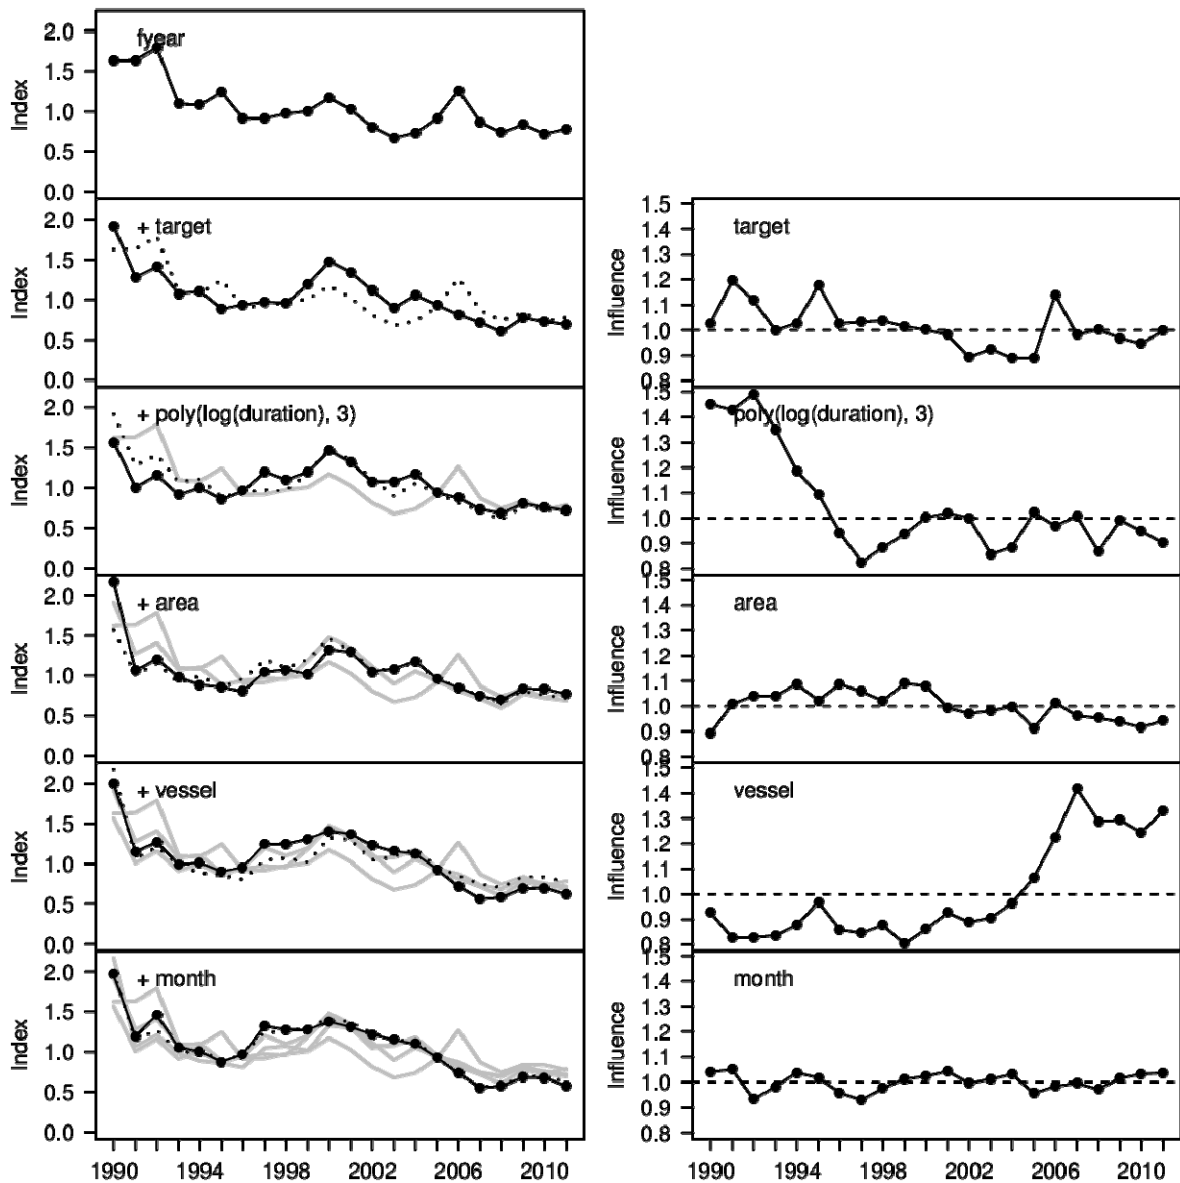 fyear
Index
2.0
1.5
1.0
0.5
0.0
+ target
Index
2.0
1.5
1.0
0.5
0.0
target
Influence
1.5
1.4
1.3
1.2
1.1
1.0
0.9
0.8
+ poly(log(duration), 3)
Index
2.0
1.5
1.0
0.5
0.0
poly(log(duration), 3)
Influence
1.5
1.4
1.3
1.2
1.1
1.0
0.9
0.8
+ area
Index
2.0
1.5
1.0
0.5
0.0
area
Influence
1.5
1.4
1.3
1.2
1.1
1.0
0.9
0.8
+ vessel
Index
2.0
1.5
1.0
0.5
0.0
vessel
Influence
1.5
1.4
1.3
1.2
1.1
1.0
0.9
0.8
+ month
Index
2.0
1.5
1.0
0.5
0.0
month
Influence
1.5
1.4
1.3
1.2
1.1
1.0
0.9
0.8
1990 1994 1998 2002 2006 2010
1990 1994 1998 2002 2006 2010